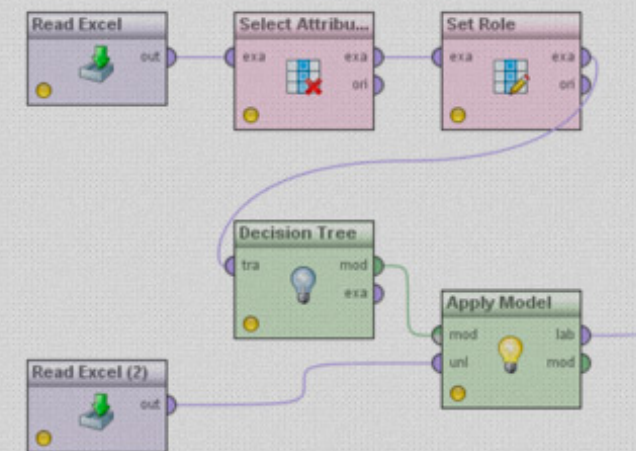 Read Excel
out
Select Attribu...
exa exa
ori
Set Role
exa exa
ori
Decision Tree
tra mod
exa
Apply Model
mod lab
unl mod
Read Excel (2)
out